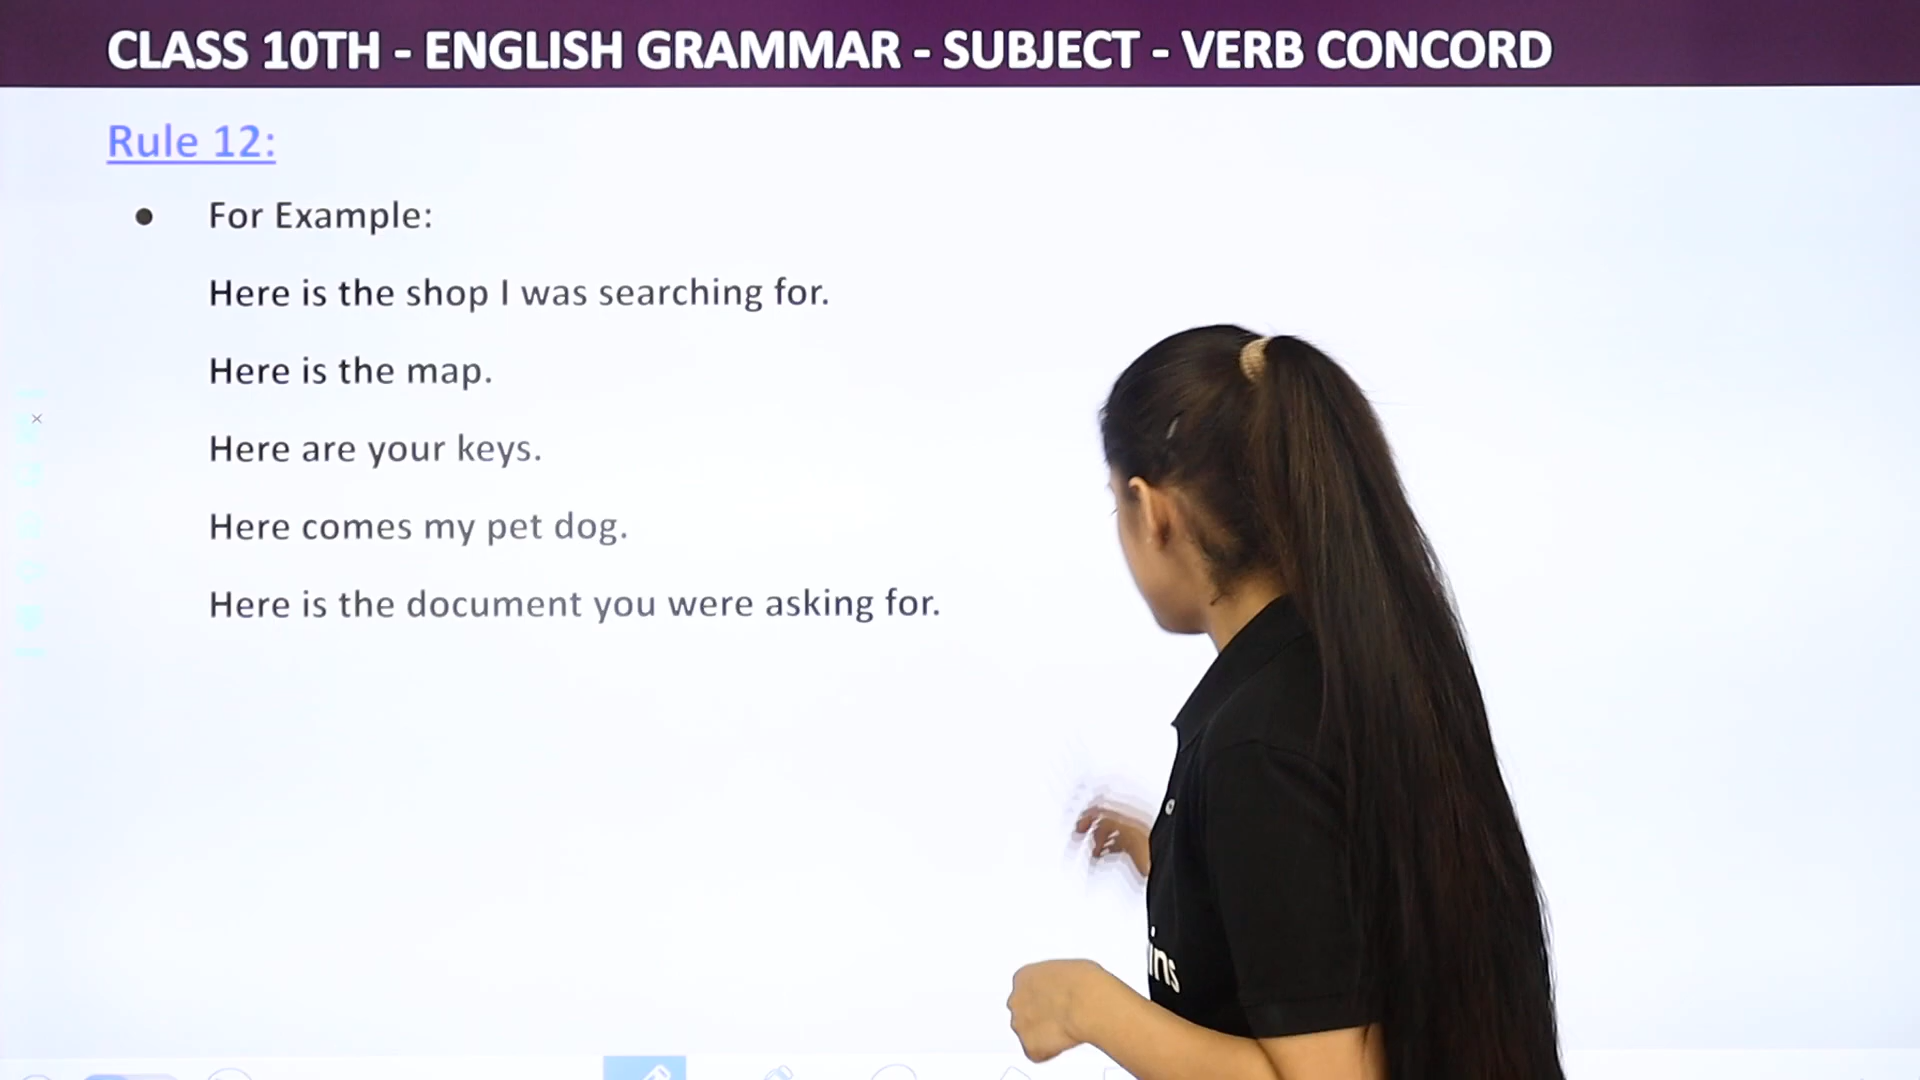 CLASS 10TH - ENGLISH GRAMMAR - SUBJECT - VERB CONCORD
Rule 12:
● For Example:
Here is the shop I was searching for.
Here is the map.
Here are your keys.
Here comes my pet dog.
Here is the document you were asking for.
ins